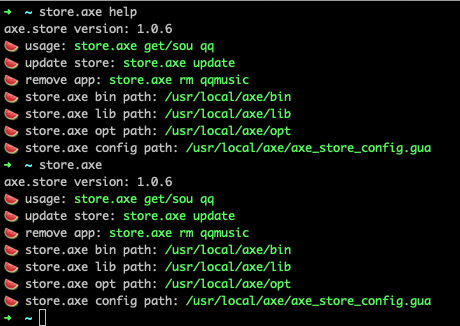 ➜ ~ store.axe help
axe.store version: 1.0.6
🍉 usage: store.axe get/sou qq
🍉 update store: store.axe update
🍉 remove app: store.axe rm qqmusic
🍉 store.axe bin path: /usr/local/axe/bin
🍉 store.axe lib path: /usr/local/axe/lib
🍉 store.axe opt path: /usr/local/axe/opt
🍉 store.axe config path: /usr/local/axe/axe_store_config.gua
➜ ~ store.axe
axe.store version: 1.0.6
🍉 usage: store.axe get/sou qq
🍉 update store: store.axe update
🍉 remove app: store.axe rm qqmusic
🍉 store.axe bin path: /usr/local/axe/bin
🍉 store.axe lib path: /usr/local/axe/lib
🍉 store.axe opt path: /usr/local/axe/opt
🍉 store.axe config path: /usr/local/axe/axe_store_config.gua
➜ ~